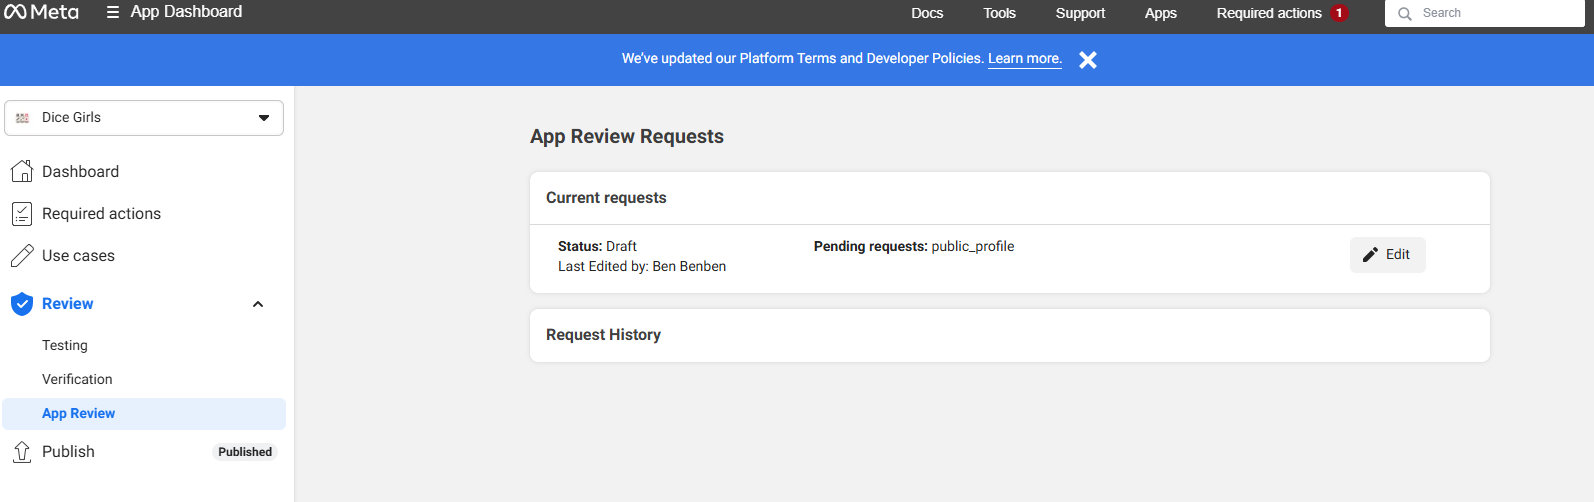 Meta
App Dashboard
Docs
Tools
Support
Apps
Required actions 1
Search
We've updated our Platform Terms and Developer Policies. Learn more.
Dice Girls
Dashboard
Required actions
Use cases
Review
Testing
Verification
App Review
Publish
Published
App Review Requests
Current requests
Status: Draft
Last Edited by: Ben Benben
Pending requests: public_profile
Edit
Request History